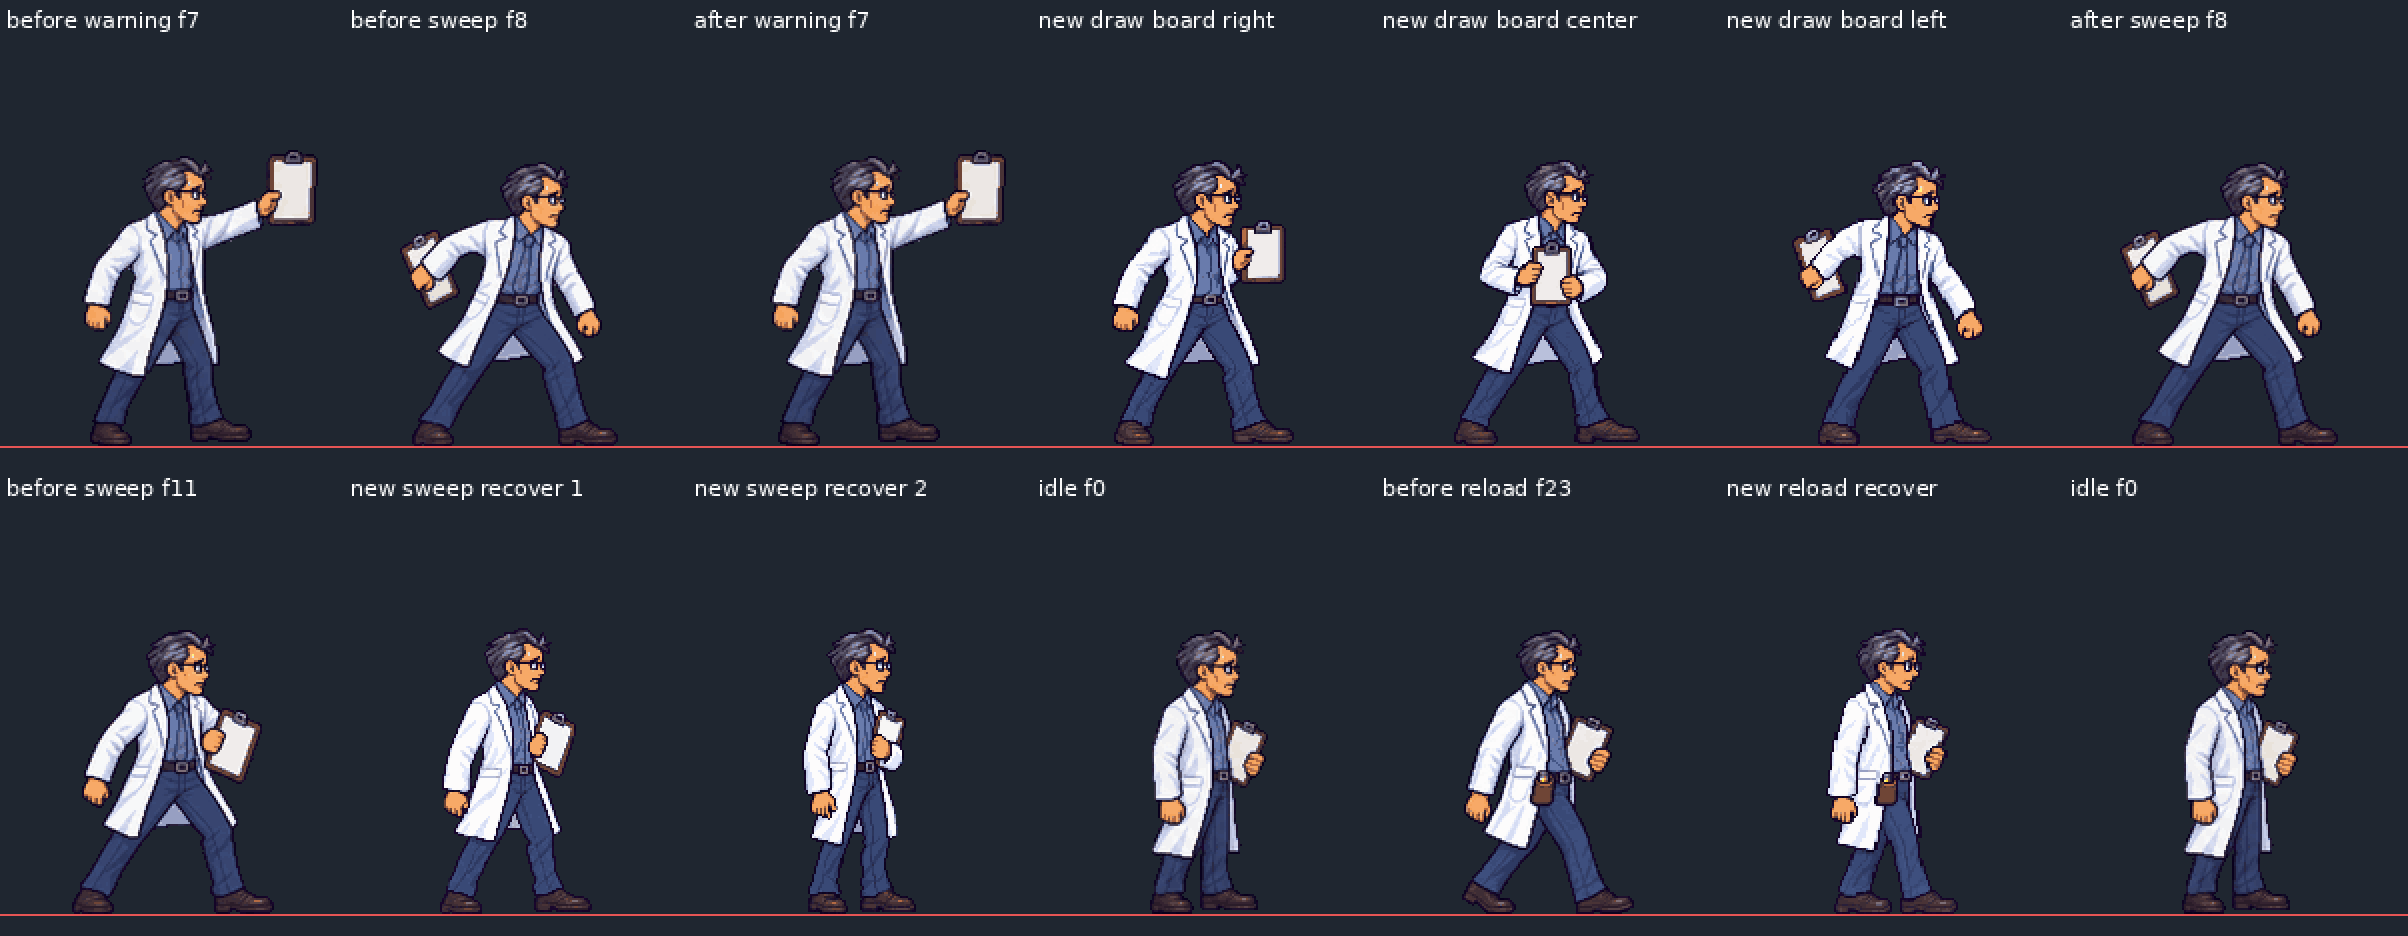 before warning f7
before sweep f8
after warning f7
new draw board right
new draw board center
new draw board left
after sweep f8
before sweep f11
new sweep recover 1
new sweep recover 2
idle f0
before reload f23
new reload recover
idle f0